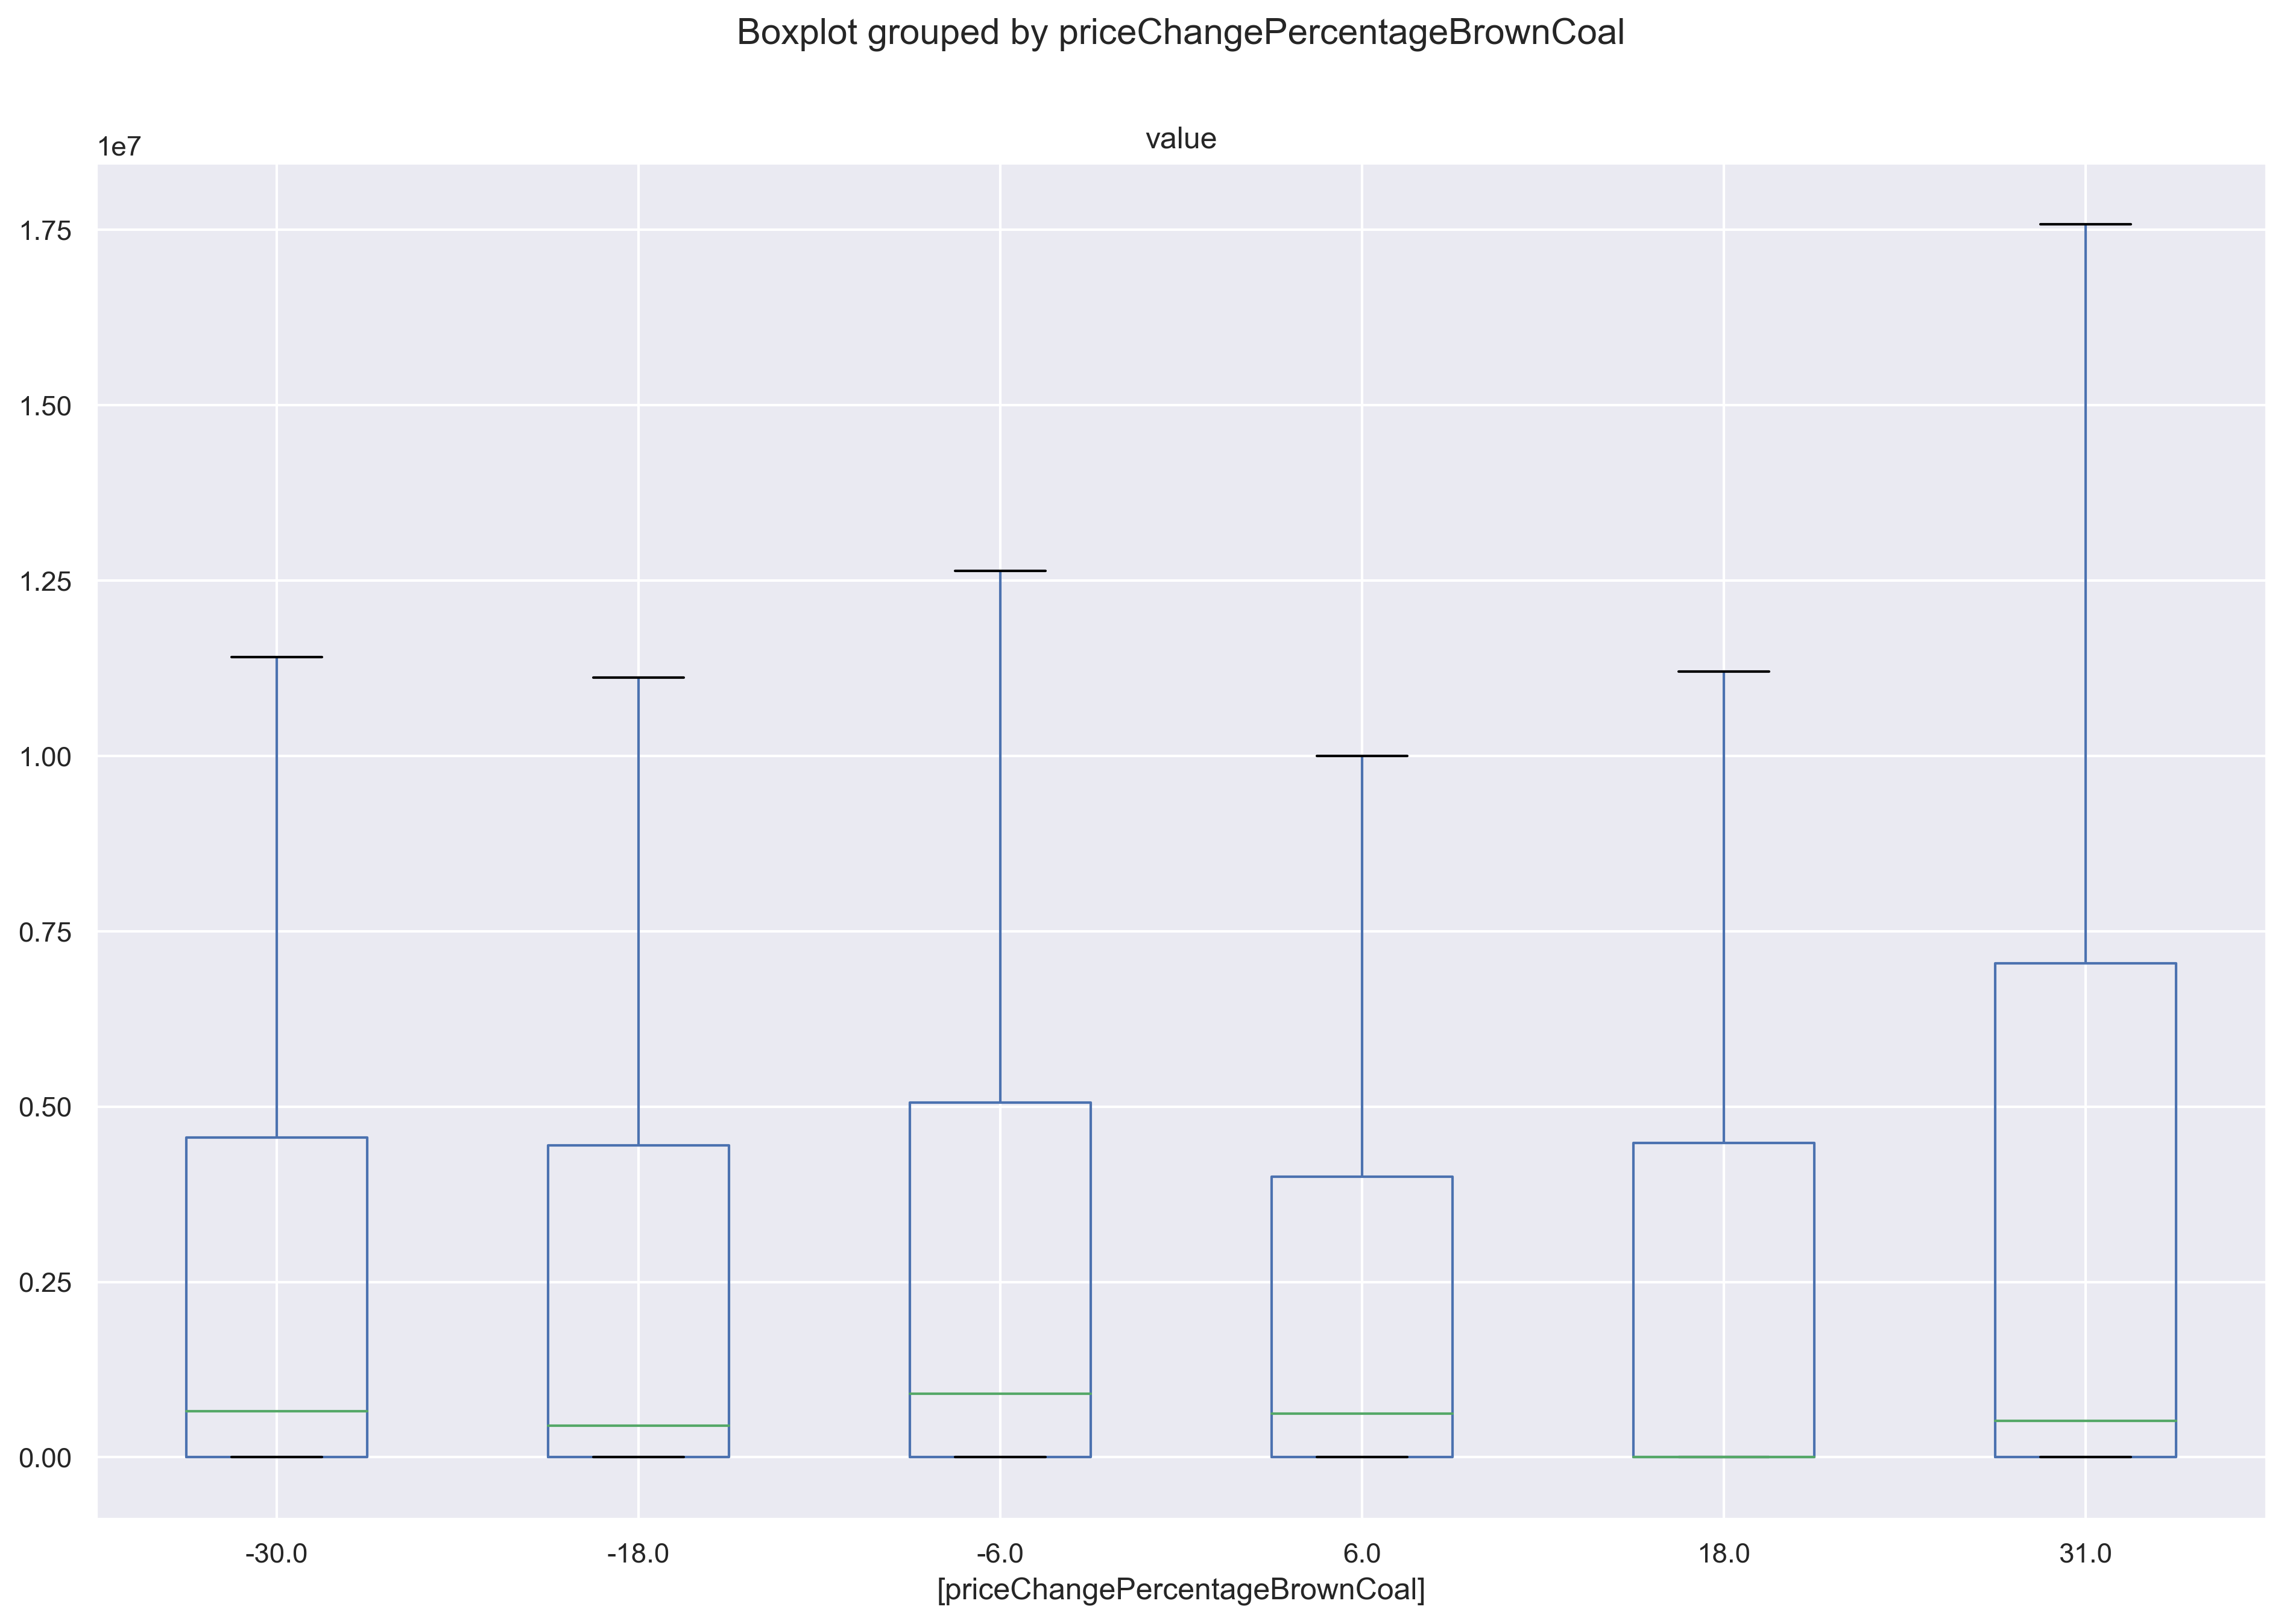 Boxplot grouped by priceChangePercentageBrownCoal
value
1e7
1.75
1.50
1.25
1.00
0.75
0.50
0.25
0.00
-30.0 -18.0 -6.0 6.0 18.0 31.0
[priceChangePercentageBrownCoal]